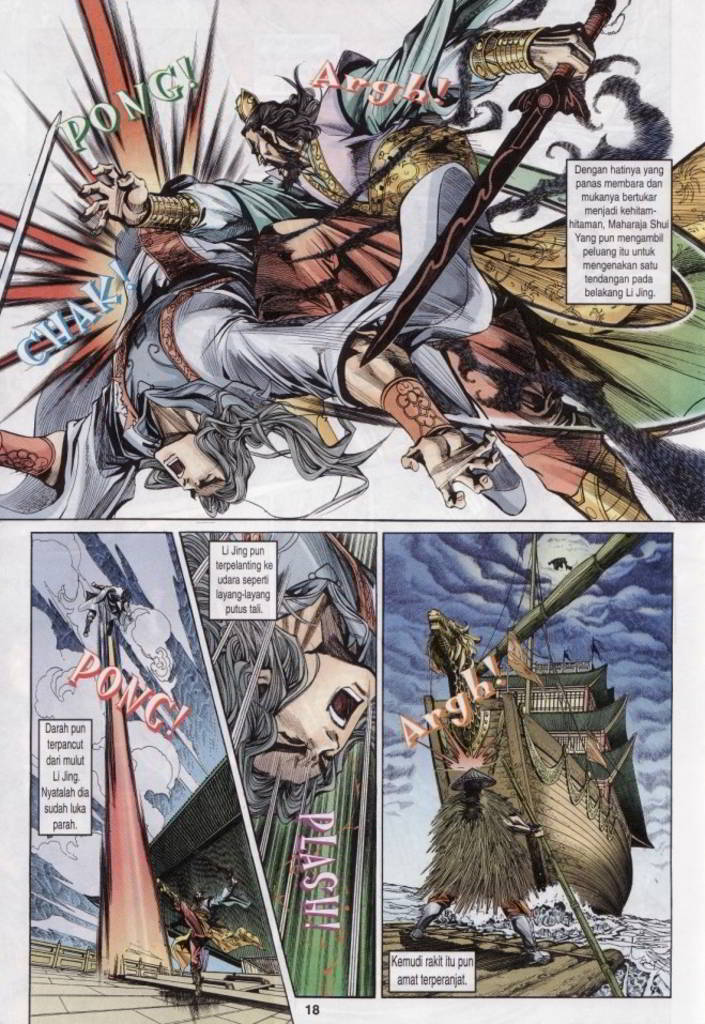 PONG!
Argh!
CHAK!
Dengan hatinya yang
panas membara dan
mukanya bertukar
menjadi kehitam-
hitaman, Maharaja Shui
Yang pun mengambil
peluang itu untuk
mengenakan satu
tendangan pada
belakang Li Jing.
PONG!
Darah pun
terpancut
dari mulut
Li Jing.
Nyatalah dia
sudah luka
parah.
Li Jing pun
terpelanting ke
udara seperti
layang-layang
putus tali.
PLASH!
Argh!
Kemudi rakit itu pun
amat terperanjat.
18